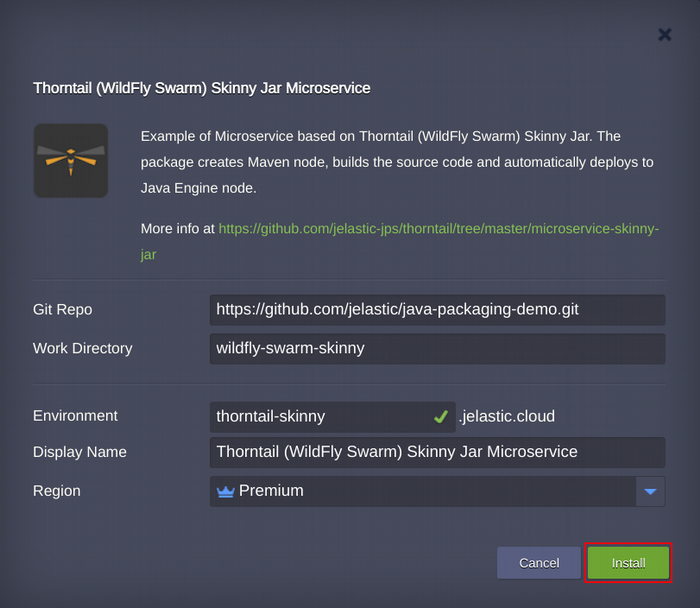 Thorntail (WildFly Swarm) Skinny Jar Microservice
Example of Microservice based on Thorntail (WildFly Swarm) Skinny Jar. The
package creates Maven node, builds the source code and automatically deploys to
Java Engine node.
More info at https://github.com/jelastic-jps/thorntail/tree/master/microservice-skinny-
jar
Git Repo https://github.com/jelastic/java-packaging-demo.git
Work Directory wildfly-swarm-skinny
Environment thorntail-skinny .jelastic.cloud
Display Name Thorntail (WildFly Swarm) Skinny Jar Microservice
Region Premium
Cancel Install